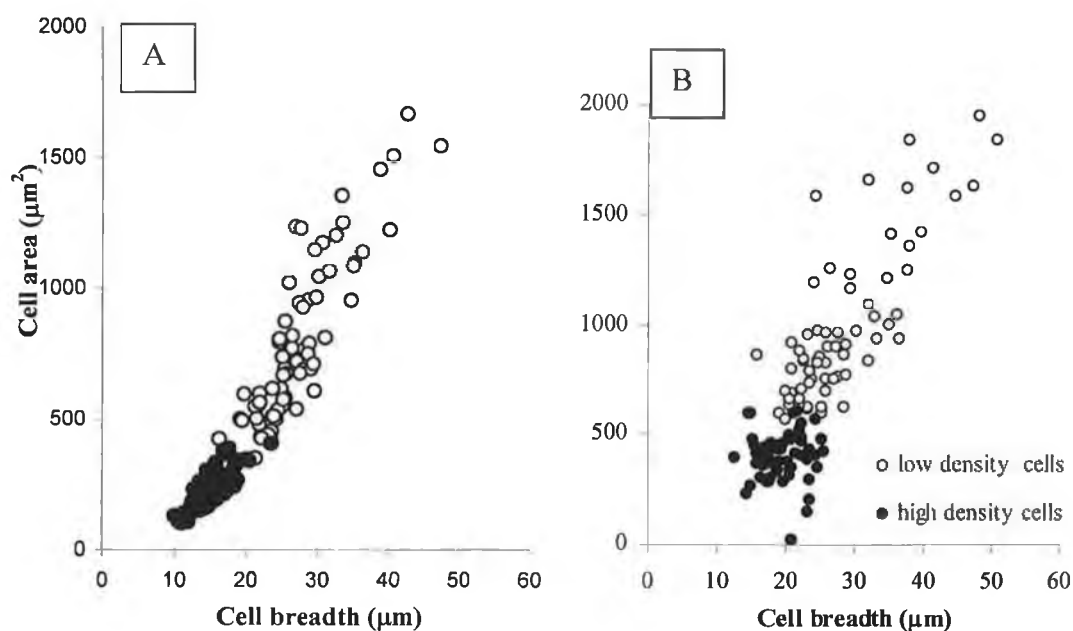 A
Cell area (μm²)
2000
1500
1000
500
0
0 10 20 30 40 50 60
Cell breadth (μm)
B
2000
1500
1000
500
0
low density cells
high density cells
0 10 20 30 40 50 60
Cell breadth (μm)